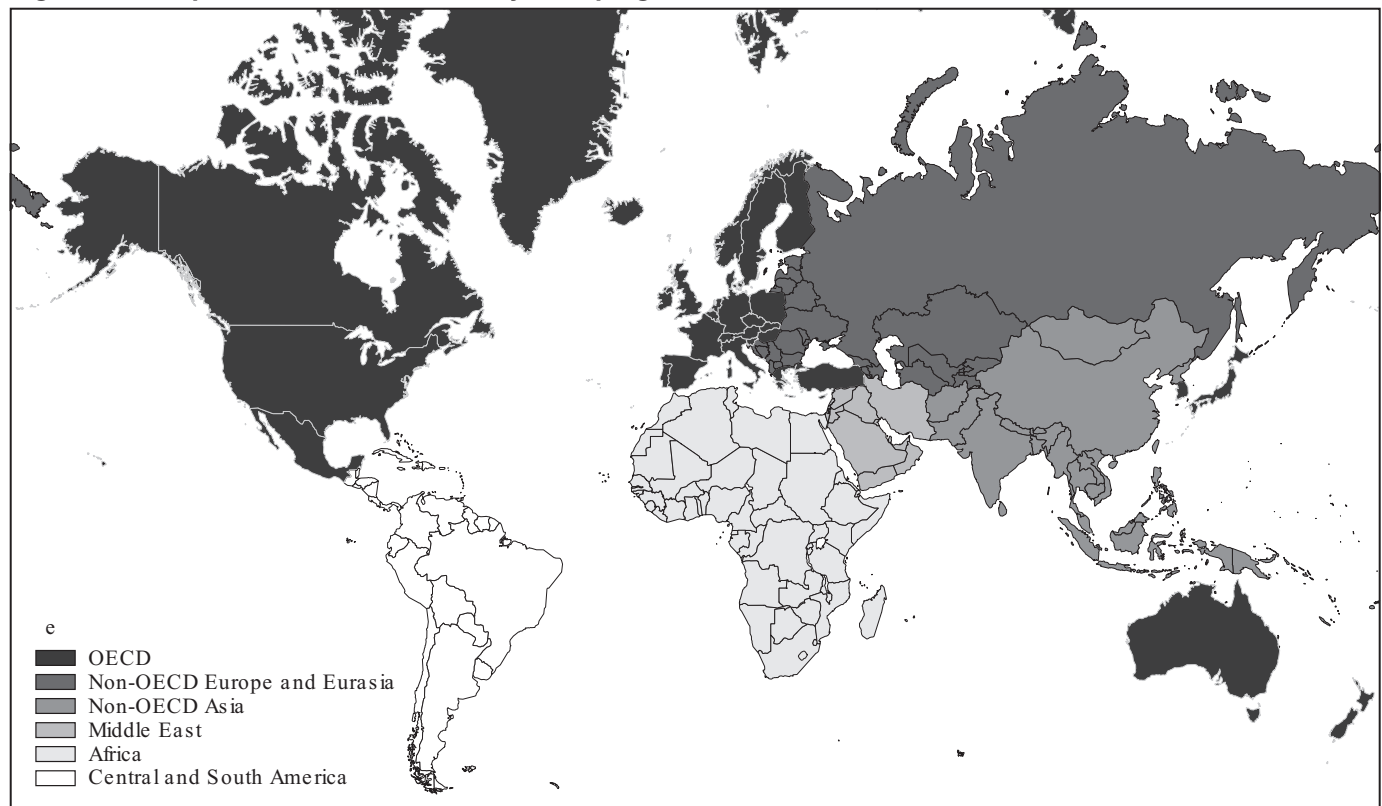 e
OECD
Non-OECD Europe and Eurasia
Non-OECD Asia
Middle East
Africa
Central and South America